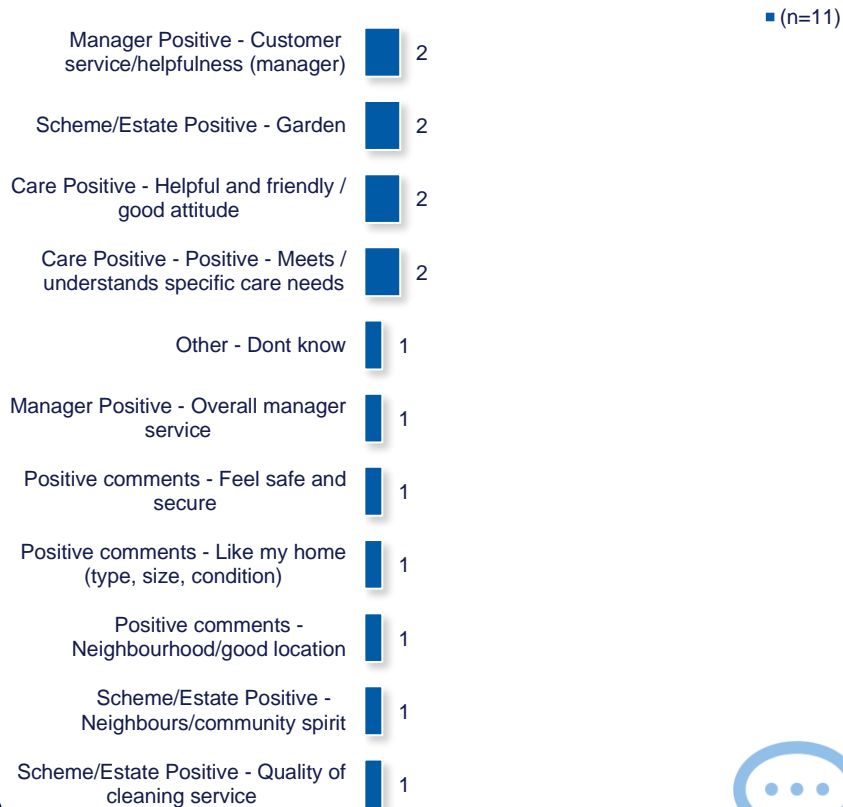 (n=11)
Manager Positive - Customer
service/helpfulness (manager)
2
Scheme/Estate Positive - Garden
2
Care Positive - Helpful and friendly /
good attitude
2
Care Positive - Positive - Meets /
understands specific care needs
2
Other - Dont know
1
Manager Positive - Overall manager
service
1
Positive comments - Feel safe and
secure
1
Positive comments - Like my home
(type, size, condition)
1
Positive comments -
Neighbourhood/good location
1
Scheme/Estate Positive -
Neighbours/community spirit
1
Scheme/Estate Positive - Quality of
cleaning service
1